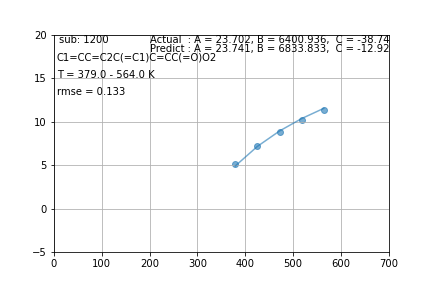 sub: 1200 Actual : A = 23.702, B = 6400.936, C = -38.74
Predict : A = 23.741, B = 6833.833, C = -12.92
C1=CC=C2C(=C1)C=CC(=O)O2
T = 379.0 - 564.0 K
rmse = 0.133
20
15
10
5
0
−5
0 100 200 300 400 500 600 700